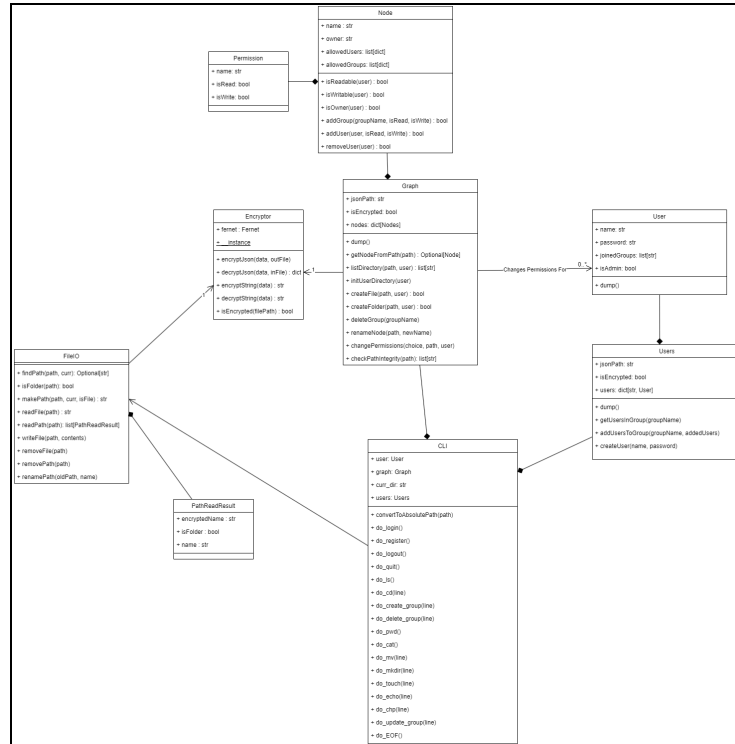 Node
+ name : str
+ owner: str
+ allowedUsers: list[dict]
+ allowedGroups: list[dict]
+ isReadable(user) : bool
+ isWritable(user) : bool
+ isOwner(user) : bool
+ addGroup(groupName, isRead, isWrite) : bool
+ addUser(user, isRead, isWrite) : bool
+ removeUser(user) : bool
Permission
+ name: str
+ isRead: bool
+ isWrite: bool
Graph
+ jsonPath: str
+ isEncrypted: bool
+ nodes: dict[Nodes]
+ dump()
+ getNodeFromPath(path) : Optional[Node]
+ listDirectory(path, user) : list[str]
+ initUserDirectory(user)
+ createFile(path, user) : bool
+ createFolder(path, user) : bool
+ deleteGroup(groupName)
+ renameNode(path, newName)
+ changePermissions(choice, path, user)
+ checkPathIntegrity(path): list[str]
Encryptor
+ fernet : Fernet
+ __instance
+ encryptJson(data, outFile)
+ decryptJson(data, inFile) : dict
+ encryptString(data) : str
+ decryptString(data) : str
+ isEncrypted(filePath) : bool
1
Changes Permissions For
0..*
User
+ name: str
+ password: str
+ joinedGroups: list[str]
+ isAdmin: bool
+ dump()
1
FileIO
+ findPath(path, curr): Optional[str]
+ isFolder(path): bool
+ makePath(path, curr, isFile) : str
+ readFile(path) : str
+ readPath(path): list[PathReadResult]
+ writeFile(path, contents)
+ removeFile(path)
+ removePath(path)
+ renamePath(oldPath, name)
Users
+ jsonPath: str
+ isEncrypted: bool
+ users: dict[str, User]
+ dump()
+ getUsersInGroup(groupName)
+ addUsersToGroup(groupName, addedUsers)
+ createUser(name, password)
PathReadResult
+ encryptedName : str
+ isFolder : bool
+ name : str
CLI
+ user: User
+ graph: Graph
+ curr_dir: str
+ users: Users
+ convertToAbsolutePath(path)
+ do_login()
+ do_register()
+ do_logout()
+ do_quit()
+ do_ls()
+ do_cd(line)
+ do_create_group(line)
+ do_delete_group(line)
+ do_pwd()
+ do_cat()
+ do_mv(line)
+ do_mkdir(line)
+ do_touch(line)
+ do_echo(line)
+ do_chp(line)
+ do_update_group(line)
+ do_EOF()